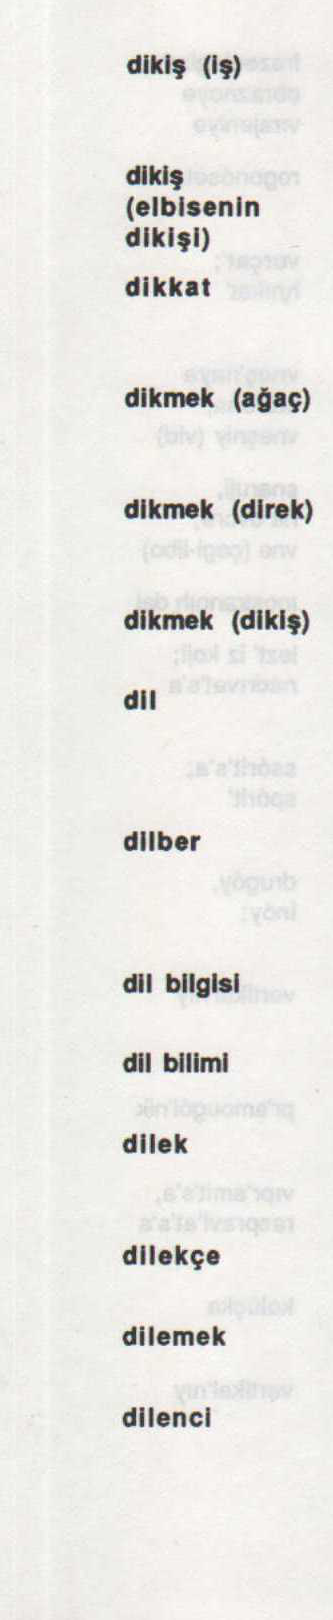 dikiş (iş)
dikiş
(elbisenin
dikişi)
dikkat
dikmek (ağaç)
dikmek (direk)
dikmek (dikiş)
dil
dilber
dil bilgisi
dil bilimi
dilek
dilekçe
dilemek
dilenci